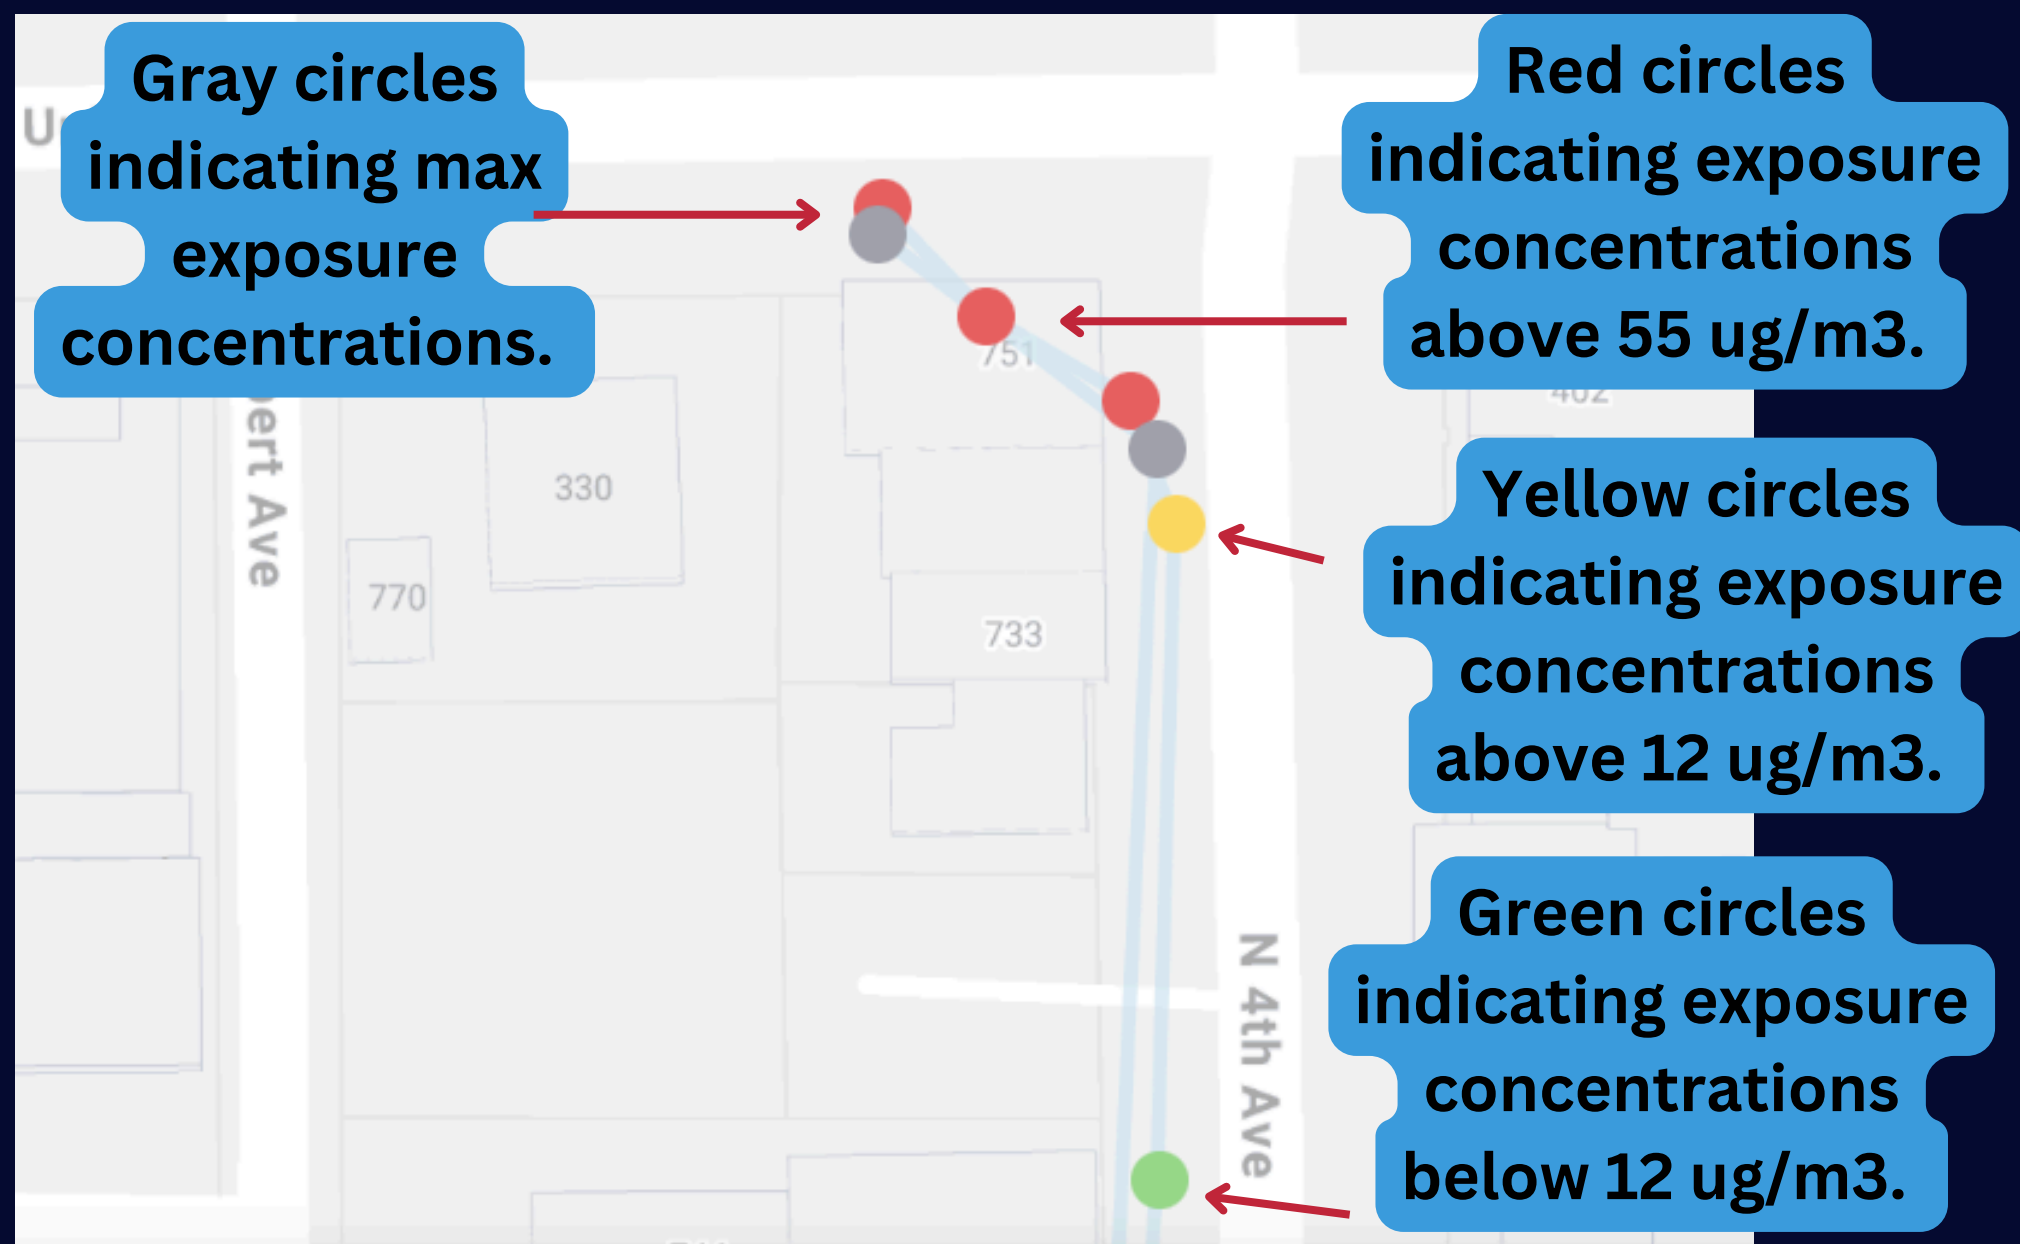 Gray circles
indicating max
exposure
concentrations.
Red circles
indicating exposure
concentrations
above 55 ug/m3.
Yellow circles
indicating exposure
concentrations
above 12 ug/m3.
Green circles
indicating exposure
concentrations
below 12 ug/m3.
751
402
330
770
733
Ave
N 4th Ave